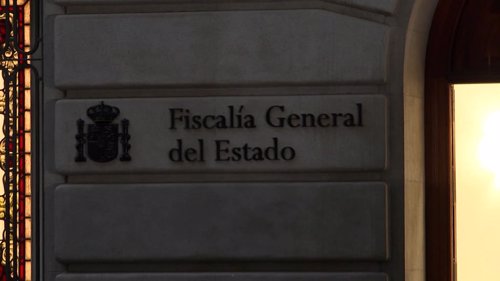 Fiscalía General
del Estado